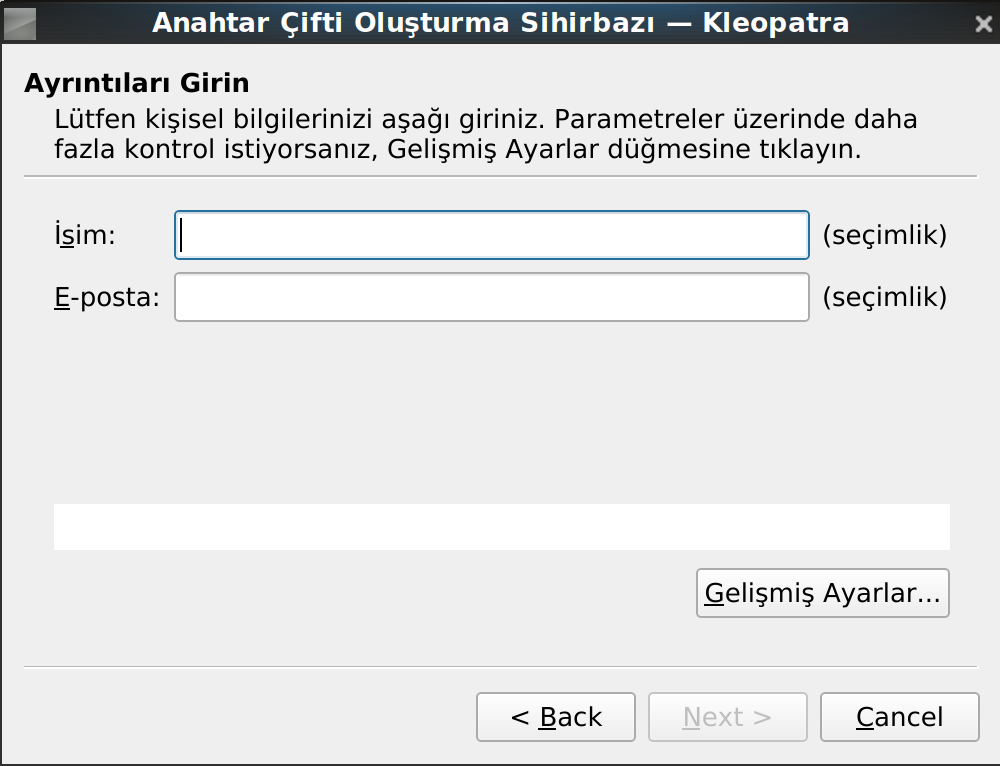 Anahtar Çifti Oluşturma Sihirbazı — Kleopatra
Ayrıntıları Girin
Lütfen kişisel bilgilerinizi aşağı giriniz. Parametreler üzerinde daha
fazla kontrol istiyorsanız, Gelişmiş Ayarlar düğmesine tıklayın.
İsim: (seçimlik)
E-posta: (seçimlik)
Gelişmiş Ayarlar...
< Back Next > Cancel